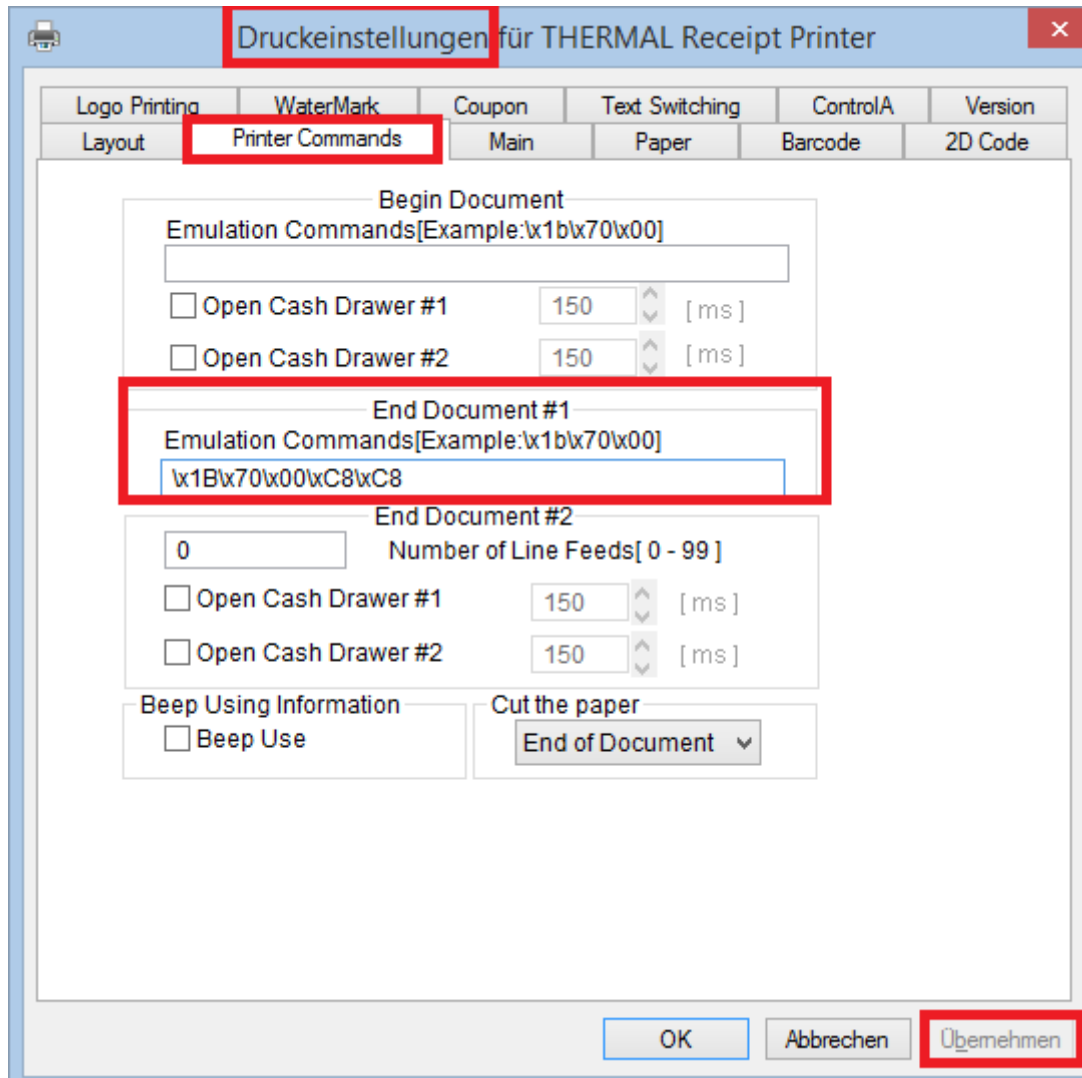 Druckeinstellungen für THERMAL Receipt Printer
Logo Printing WaterMark Coupon Text Switching ControlA Version
Layout Printer Commands Main Paper Barcode 2D Code
Begin Document
Emulation Commands[Example:\x1b\x70\x00]
Open Cash Drawer #1 150 [ ms ]
Open Cash Drawer #2 150 [ ms ]
End Document #1
Emulation Commands[Example:\x1b\x70\x00]
\x1B\x70\x00\xC8\xC8
End Document #2
0 Number of Line Feeds[ 0 - 99 ]
Open Cash Drawer #1 150 [ ms ]
Open Cash Drawer #2 150 [ ms ]
Beep Using Information Cut the paper
Beep Use End of Document
OK Abbrechen Übernehmen